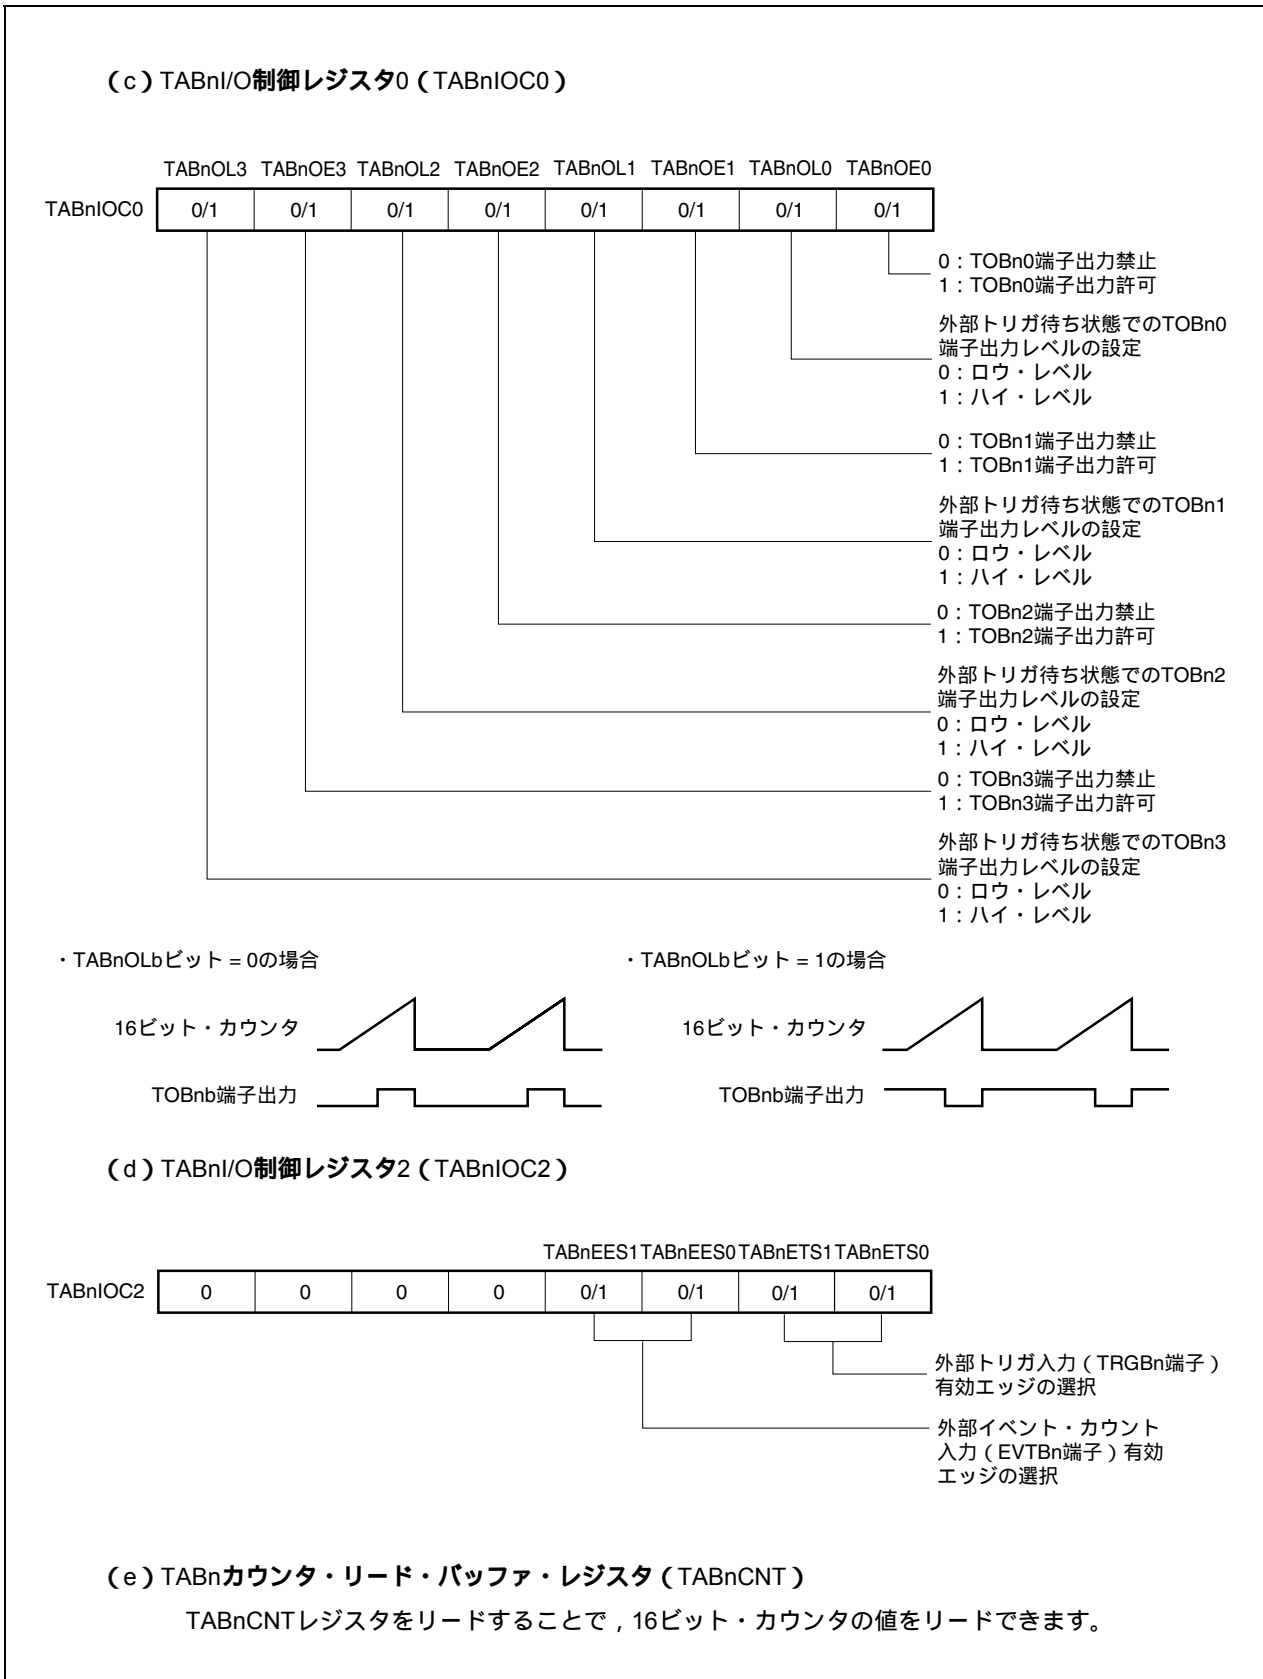 （c）TABnI/O制御レジスタ0（TABnIOC0）
TABnOL3 TABnOE3 TABnOL2 TABnOE2 TABnOL1 TABnOE1 TABnOL0 TABnOE0
TABnIOC0 0/1 0/1 0/1 0/1 0/1 0/1 0/1 0/1
0：TOBn0端子出力禁止
1：TOBn0端子出力許可
外部トリガ待ち状態でのTOBn0
端子出力レベルの設定
0：ロウ・レベル
1：ハイ・レベル
0：TOBn1端子出力禁止
1：TOBn1端子出力許可
外部トリガ待ち状態でのTOBn1
端子出力レベルの設定
0：ロウ・レベル
1：ハイ・レベル
0：TOBn2端子出力禁止
1：TOBn2端子出力許可
外部トリガ待ち状態でのTOBn2
端子出力レベルの設定
0：ロウ・レベル
1：ハイ・レベル
0：TOBn3端子出力禁止
1：TOBn3端子出力許可
外部トリガ待ち状態でのTOBn3
端子出力レベルの設定
0：ロウ・レベル
1：ハイ・レベル
・TABnOLbビット = 0の場合
16ビット・カウンタ
TOBnb端子出力
・TABnOLbビット = 1の場合
16ビット・カウンタ
TOBnb端子出力
（d）TABnI/O制御レジスタ2（TABnIOC2）
TABnEES1 TABnEES0 TABnETS1 TABnETS0
TABnIOC2 0 0 0 0 0/1 0/1 0/1 0/1
外部トリガ入力（TRGBn端子）
有効エッジの選択
外部イベント・カウント
入力（EVTBn端子）有効
エッジの選択
（e）TABnカウンタ・リード・バッファ・レジスタ（TABnCNT）
TABnCNTレジスタをリードすることで，16ビット・カウンタの値をリードできます。